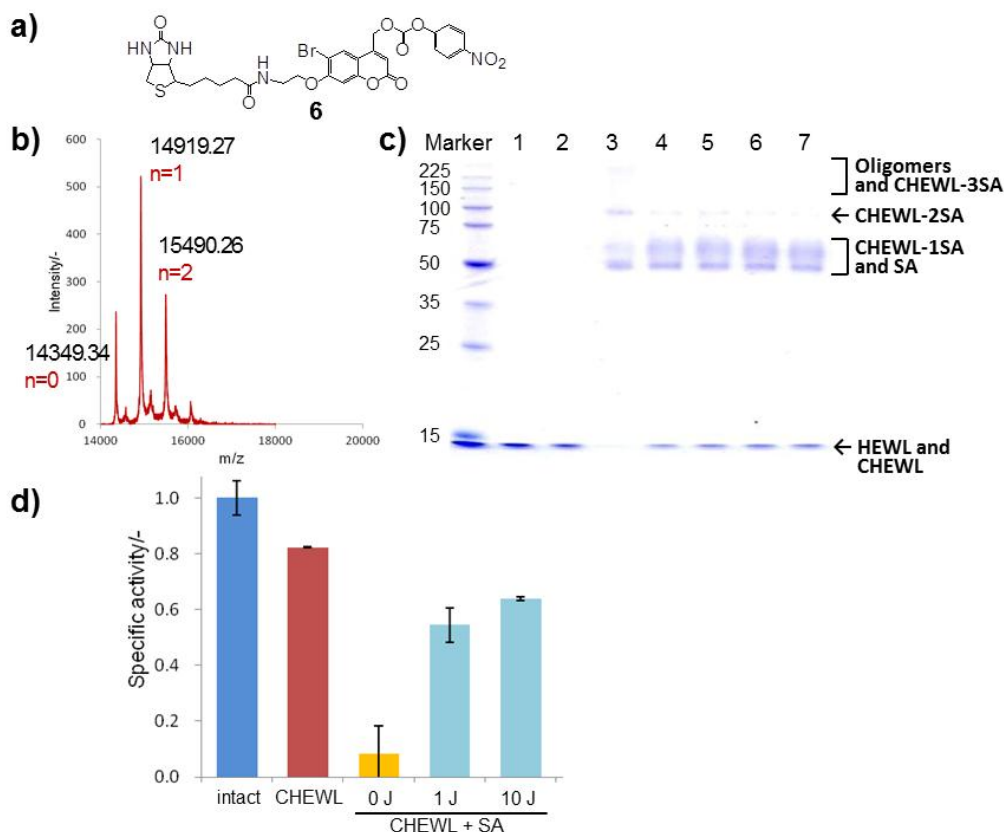 a)
O
HN
NH
S
O
N
H
O
Br
O
O
O
O
O
O
NO2
6
b)
600
500
400
300
200
100
0
Intensity/-
14919.27
n=1
15490.26
n=2
14349.34
n=0
14000
16000
18000
20000
m/z
c)
Marker 1 2 3 4 5 6 7
225
150
100
75
50
35
25
15
Oligomers
and CHEWL-3SA
← CHEWL-2SA
CHEWL-1SA
and SA
← HEWL and
CHEWL
d)
Specific activity/-
1.0
0.8
0.6
0.4
0.2
0.0
intact CHEWL 0 J 1 J 10 J
CHEWL + SA